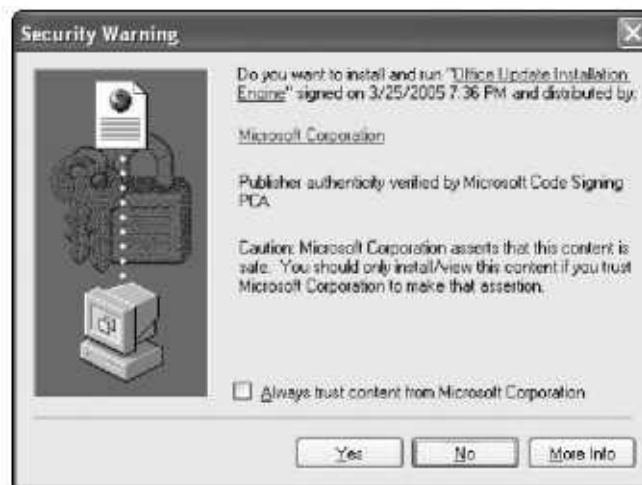 Security Warning
Do you want to install and run "Office Update Installation
Engine" signed on 3/25/2005 7:36 PM and distributed by:
Microsoft Corporation
Publisher authenticity verified by Microsoft Code Signing
PCA
Caution: Microsoft Corporation asserts that this content is
safe. You should only install/view this content if you trust
Microsoft Corporation to make that assertion.
Always trust content from Microsoft Corporation
Yes No More Info